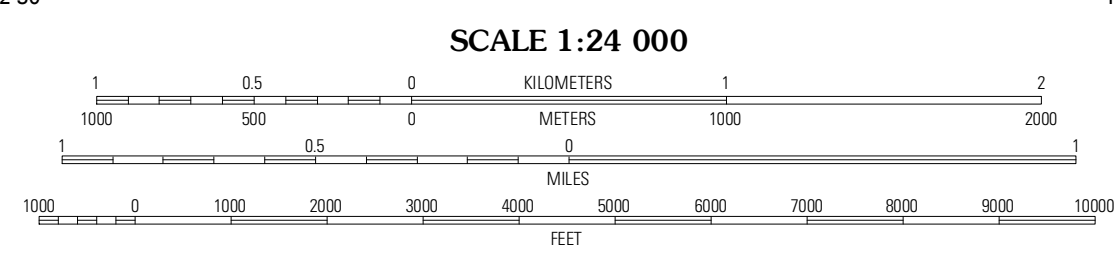 SCALE 1:24 000
1 0.5 0 KILOMETERS 1 2
1000 500 0 METERS 1000 2000
1 0.5 0 1
MILES
1000 0 1000 2000 3000 4000 5000 6000 7000 8000 9000 10000
FEET